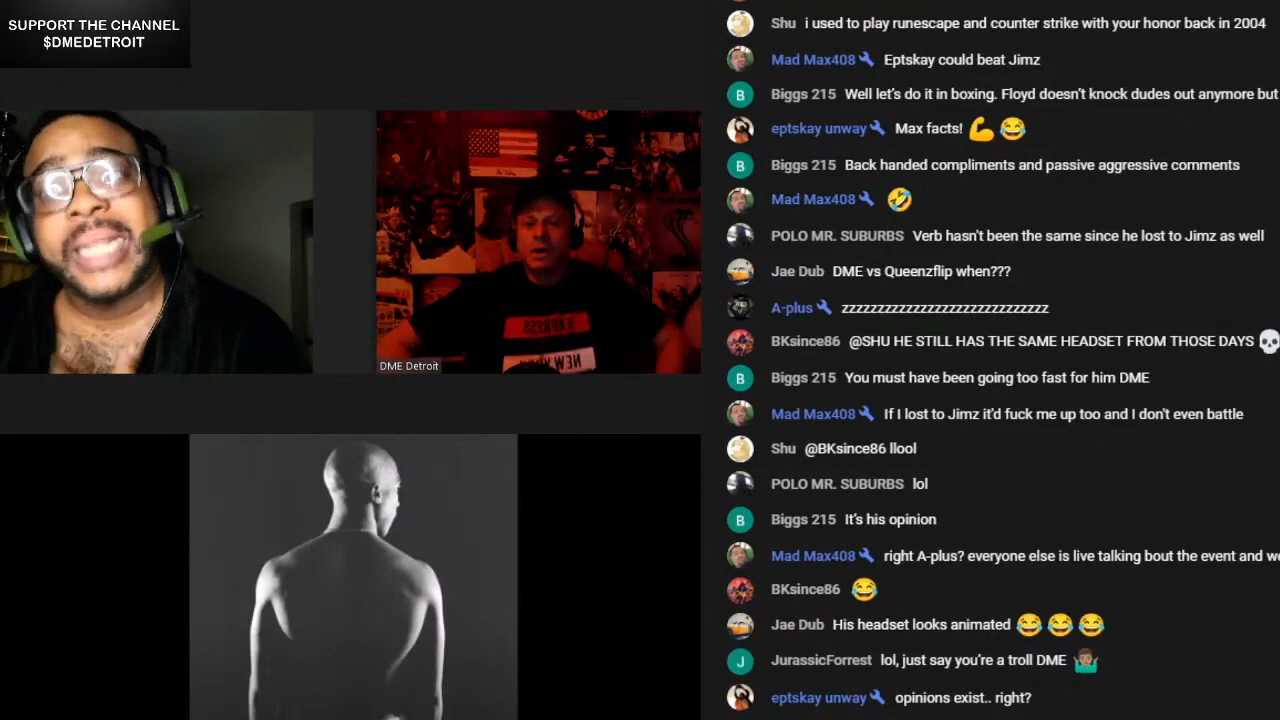 SUPPORT THE CHANNEL
$DMEDETROIT
DME Detroit
EXPRESS
NEW
Shu i used to play runescape and counter strike with your honor back in 2004
Mad Max408 Eptskay could beat Jimz
Biggs 215 Well let's do it in boxing. Floyd doesn't knock dudes out anymore but
eptskay unway Max facts! 💪😂
Biggs 215 Back handed compliments and passive aggressive comments
Mad Max408 🤣
POLO MR. SUBURBS Verb hasn't been the same since he lost to Jimz as well
Jae Dub DME vs Queenzflip when???
A-plus zzzzzzzzzzzzzzzzzzzzzzzzzzzzz
BKsince86 @SHU HE STILL HAS THE SAME HEADSET FROM THOSE DAYS 💀
Biggs 215 You must have been going too fast for him DME
Mad Max408 If I lost to Jimz it'd fuck me up too and I don't even battle
Shu @BKsince86 llool
POLO MR. SUBURBS lol
Biggs 215 It's his opinion
Mad Max408 right A-plus? everyone else is live talking bout the event and we
BKsince86 😂
Jae Dub His headset looks animated 😂😂😂
JurassicForrest lol, just say you're a troll DME 🤷🏽‍♂️
eptskay unway opinions exist.. right?